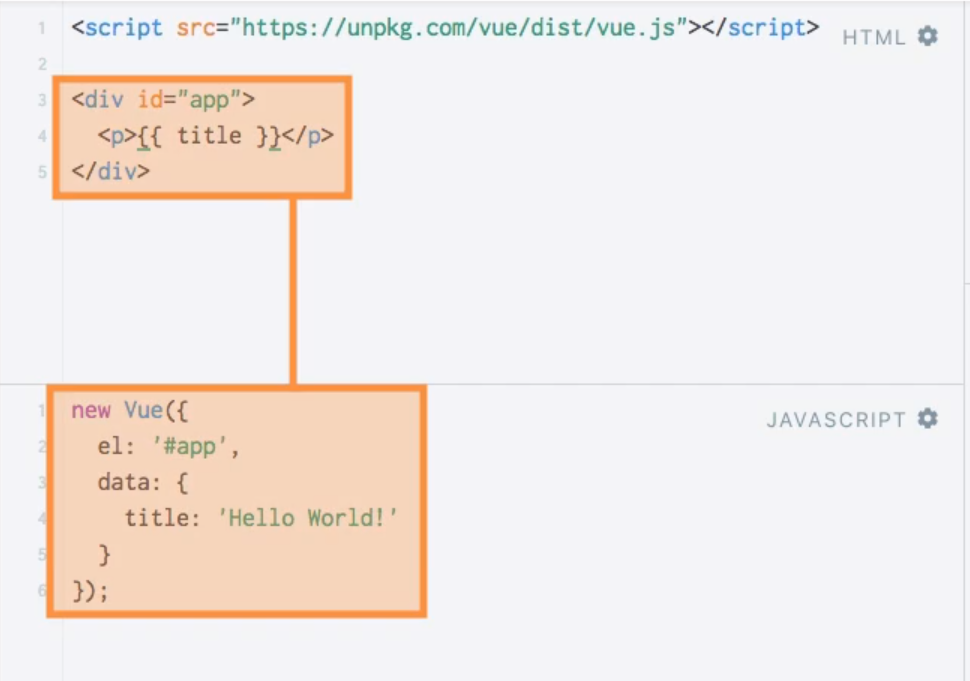 1 <script src="https://unpkg.com/vue/dist/vue.js"></script>
HTML
2
3 <div id="app">
4   <p>{{ title }}</p>
5 </div>
1 new Vue({
JAVASCRIPT
2   el: '#app',
3   data: {
4     title: 'Hello World!'
5   }
6 });